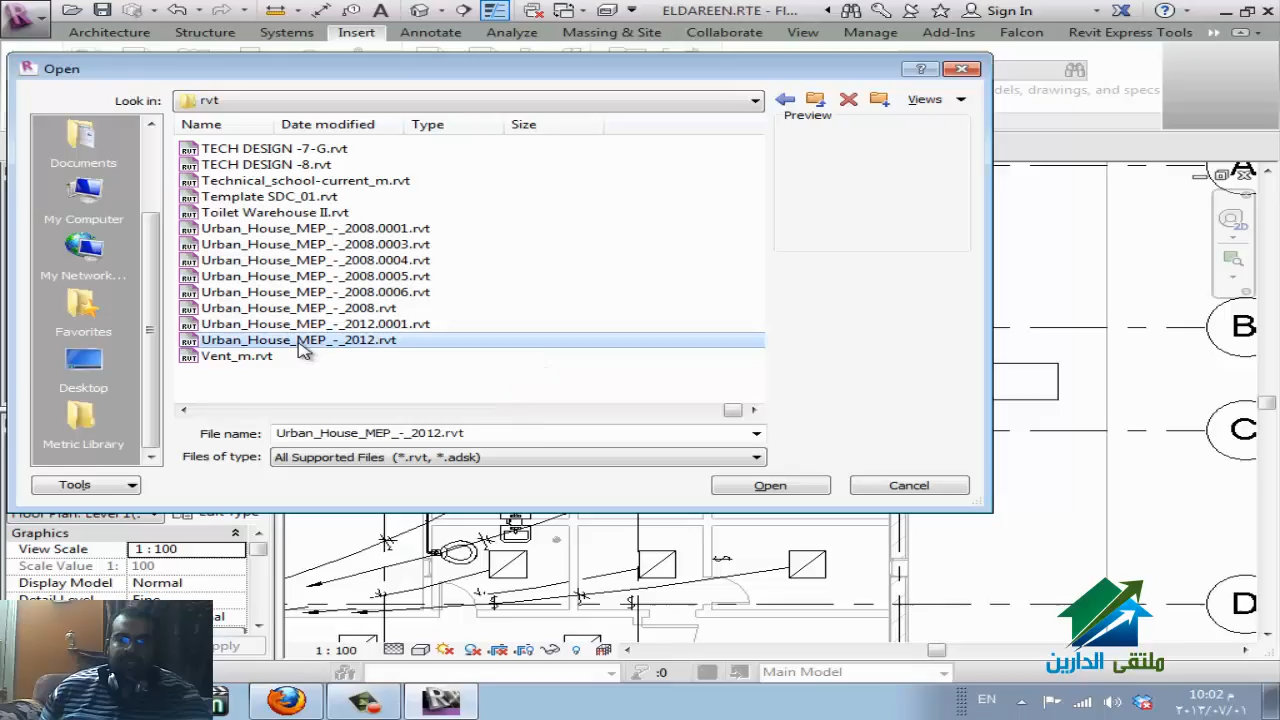 ELDAREEN.RTE - FI...
Sign In
Architecture
Structure
Systems
Insert
Annotate
Analyze
Massing & Site
Collaborate
View
Manage
Add-Ins
Falcon
Revit Express Tools
Open
dels, drawings, and specs
Look in:
rvt
Views
Preview
Name
Date modified
Type
Size
Documents
My Computer
My Network...
Favorites
Desktop
Metric Library
TECH DESIGN -7-G.rvt
TECH DESIGN -8.rvt
Technical_school-current_m.rvt
Template SDC_01.rvt
Toilet Warehouse II.rvt
Urban_House_MEP_-_2008.0001.rvt
Urban_House_MEP_-_2008.0003.rvt
Urban_House_MEP_-_2008.0004.rvt
Urban_House_MEP_-_2008.0005.rvt
Urban_House_MEP_-_2008.0006.rvt
Urban_House_MEP_-_2008.rvt
Urban_House_MEP_-_2012.0001.rvt
Urban_House_MEP_-_2012.rvt
Vent_m.rvt
File name:
Urban_House_MEP_-_2012.rvt
Files of type:
All Supported Files (*.rvt, *.adsk)
Tools
Open
Cancel
A
B
C
D
Graphics
View Scale
1 : 100
Scale Value 1:
100
Display Model
Normal
Fine
1 : 100
:0
Main Model
ملتقى الدارين
EN
10:02 م
٢٠١٣/٠٧/٠١